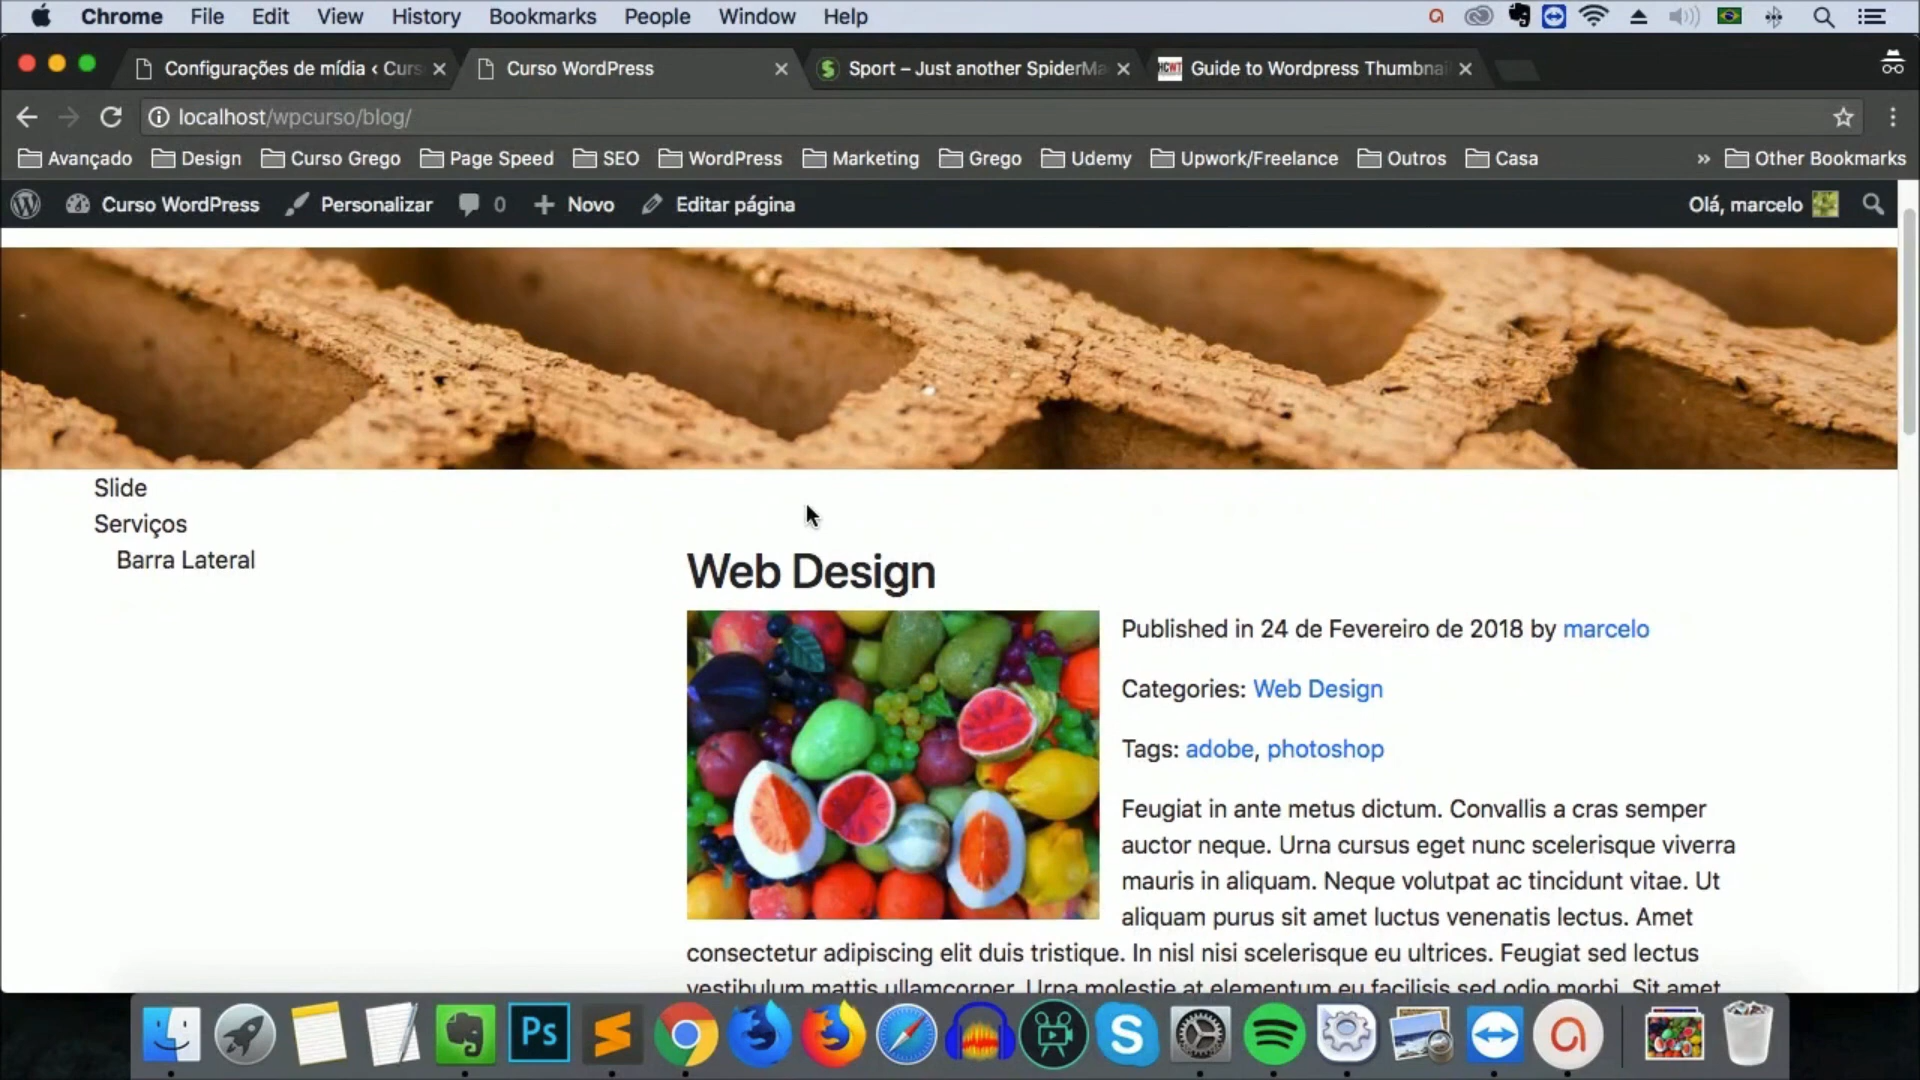 Chrome File Edit View History Bookmarks People Window Help
Configurações de mídia ‹ Curs
Curso WordPress
Sport – Just another SpiderMa
HCWT Guide to Wordpress Thumbnai
localhost/wpcurso/blog/
Avançado Design Curso Grego Page Speed SEO WordPress Marketing Grego Udemy Upwork/Freelance Outros Casa » Other Bookmarks
Curso WordPress Personalizar 0 Novo Editar página Olá, marcelo
Slide
Serviços
Barra Lateral
Web Design
Published in 24 de Fevereiro de 2018 by marcelo
Categories: Web Design
Tags: adobe, photoshop
Feugiat in ante metus dictum. Convallis a cras semper
auctor neque. Urna cursus eget nunc scelerisque viverra
mauris in aliquam. Neque volutpat ac tincidunt vitae. Ut
aliquam purus sit amet luctus venenatis lectus. Amet
consectetur adipiscing elit duis tristique. In nisl nisi scelerisque eu ultrices. Feugiat sed lectus
vestibulum mattis ullamcorper. Urna molestie at elementum eu facilisis sed odio morbi. Sit amet
Ps